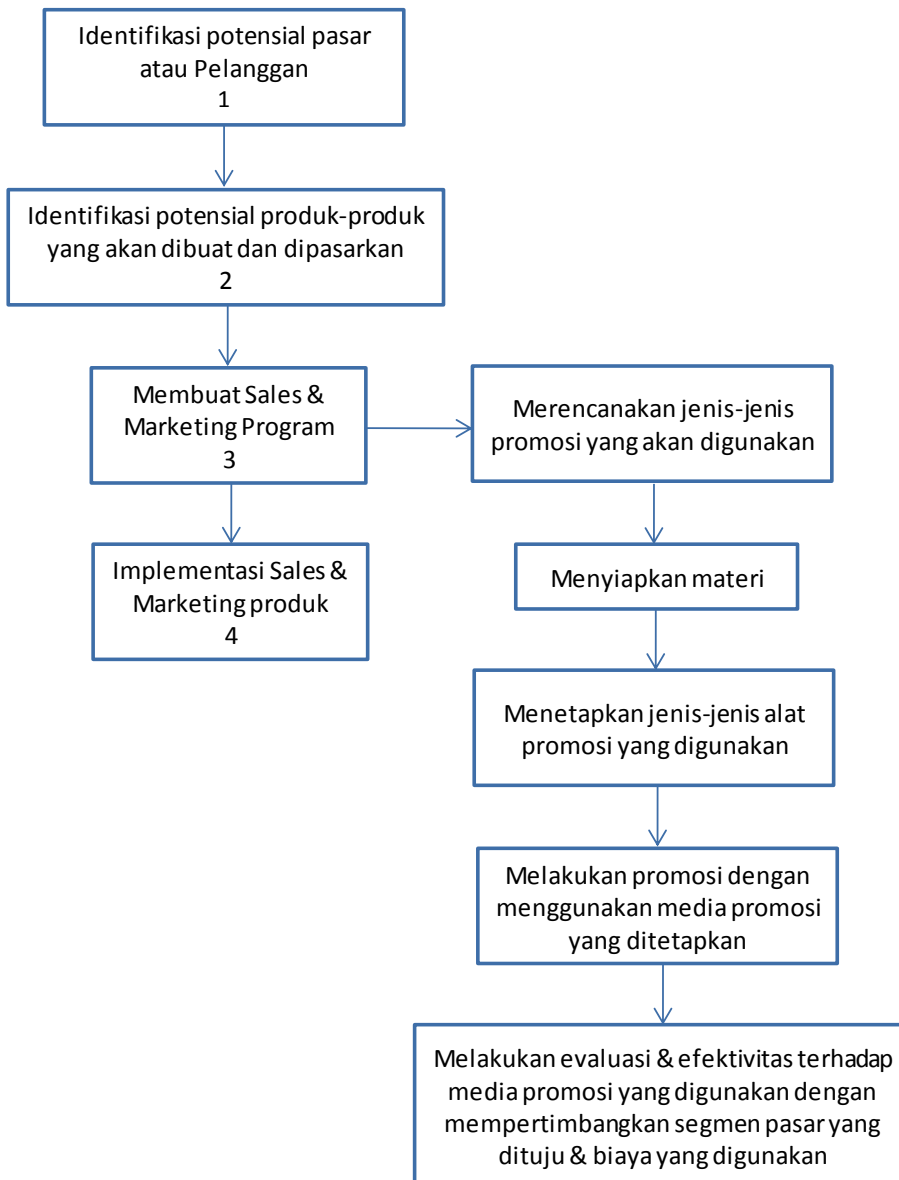 Identifikasi potensial pasar
atau Pelanggan
1
Identifikasi potensial produk-produk
yang akan dibuat dan dipasarkan
2
Membuat Sales &
Marketing Program
3
Implementasi Sales &
Marketing produk
4
Merencanakan jenis-jenis
promosi yang akan digunakan
Menyiapkan materi
Menetapkan jenis-jenis alat
promosi yang digunakan
Melakukan promosi dengan
menggunakan media promosi
yang ditetapkan
Melakukan evaluasi & efektivitas terhadap
media promosi yang digunakan dengan
mempertimbangkan segmen pasar yang
dituju & biaya yang digunakan